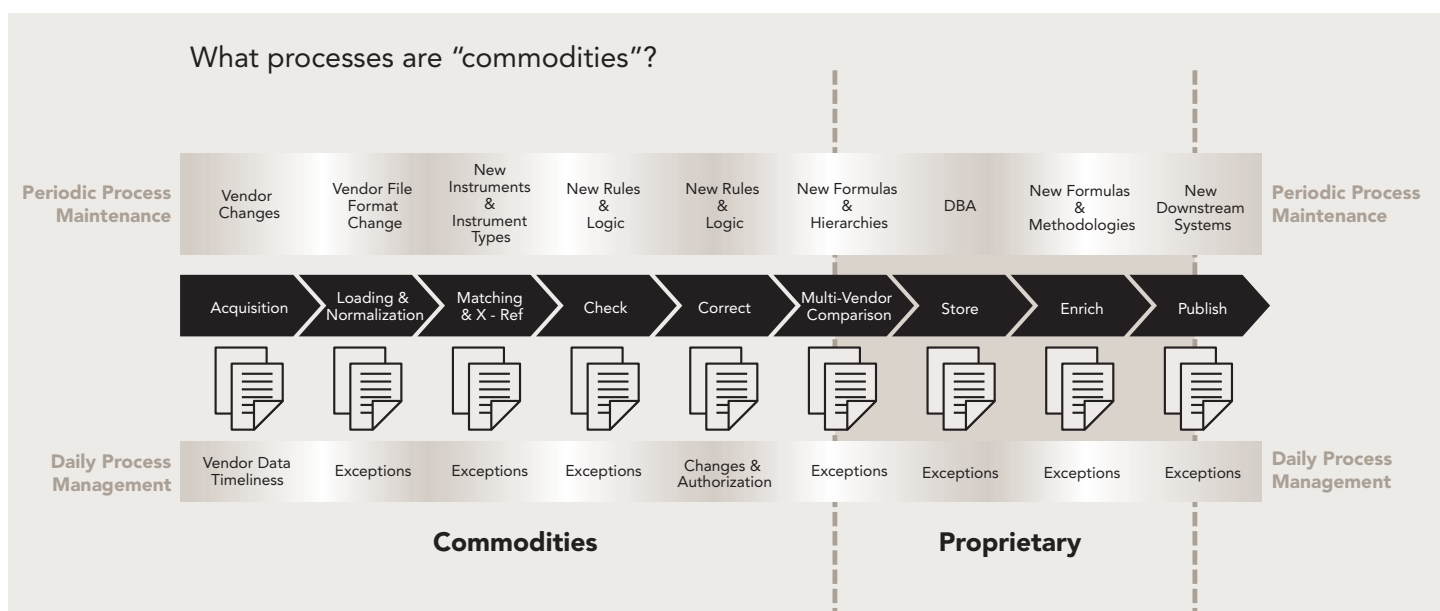 What processes are “commodities”?
Periodic Process
Maintenance
Vendor
Changes
Vendor File
Format
Change
New
Instruments
&
Instrument
Types
New Rules
&
Logic
New Rules
&
Logic
New Formulas
&
Hierarchies
DBA
New Formulas
&
Methodologies
New
Downstream
Systems
Periodic Process
Maintenance
Acquisition
Loading &
Normalization
Matching
& X - Ref
Check
Correct
Multi-Vendor
Comparison
Store
Enrich
Publish
Daily Process
Management
Vendor Data
Timeliness
Exceptions
Exceptions
Exceptions
Changes &
Authorization
Exceptions
Exceptions
Exceptions
Exceptions
Daily Process
Management
Commodities
Proprietary